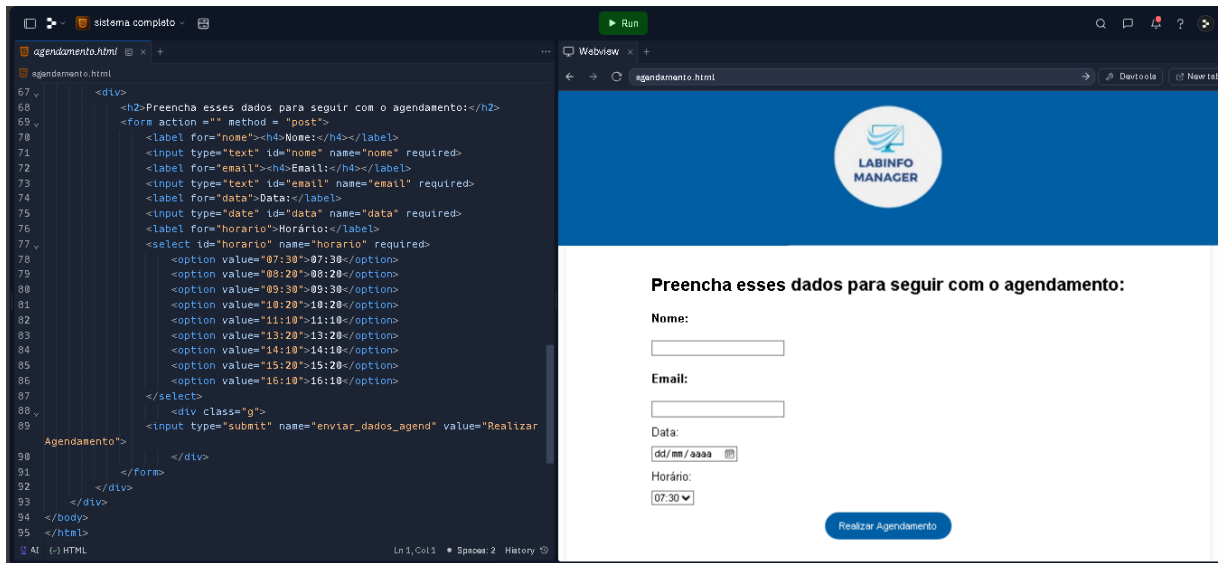 sistema completo
Run
agendamento.html
Webview
agendamento.html
agendamento.html
Devtools
New tab
67 <div>
68 <h2>Preencha esses dados para seguir com o agendamento:</h2>
69 <form action ="" method = "post">
70 <label for="nome"><h4>Nome:</h4></label>
71 <input type="text" id="nome" name="nome" required>
72 <label for="email"><h4>Email:</h4></label>
73 <input type="text" id="email" name="email" required>
74 <label for="data">Data:</label>
75 <input type="date" id="data" name="data" required>
76 <label for="horario">Horário:</label>
77 <select id="horario" name="horario" required>
78 <option value="07:30">07:30</option>
79 <option value="08:20">08:20</option>
80 <option value="09:30">09:30</option>
81 <option value="10:20">10:20</option>
82 <option value="11:10">11:10</option>
83 <option value="13:20">13:20</option>
84 <option value="14:10">14:10</option>
85 <option value="15:20">15:20</option>
86 <option value="16:10">16:10</option>
87 </select>
88 <div class="g">
89 <input type="submit" name="enviar_dados_agend" value="Realizar
Agendamento">
90 </div>
91 </form>
92 </div>
93 </div>
94 </body>
95 </html>
AI {} HTML
Ln 1, Col 1 • Spaces: 2 History
LABINFO
MANAGER
Preencha esses dados para seguir com o agendamento:
Nome:
Email:
Data:
dd/mm/aaaa
Horário:
07:30
Realizar Agendamento